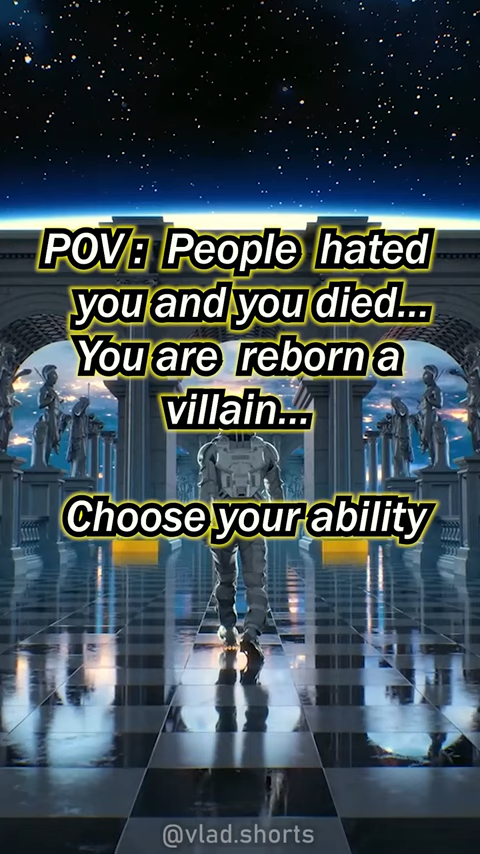 POV : People hated
you and you died...
You are reborn a
villain...
Choose your ability
@vlad.shorts